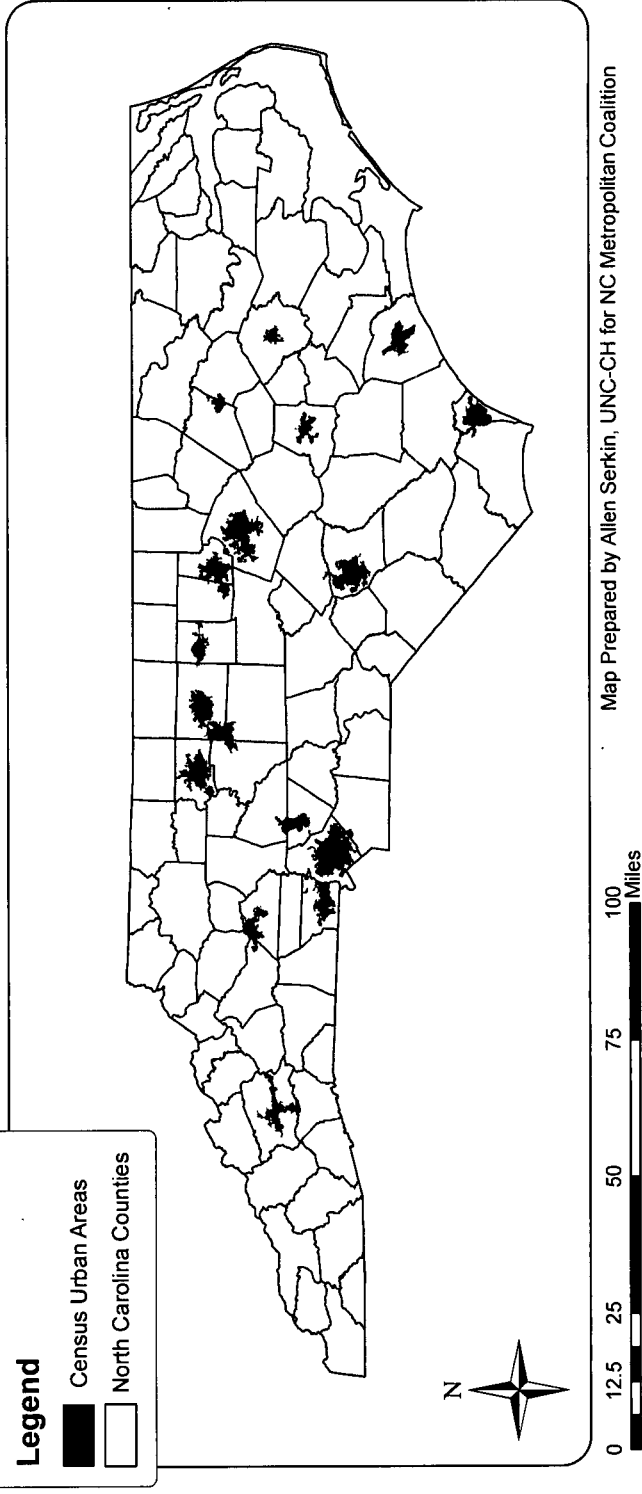 Legend
Census Urban Areas
North Carolina Counties
N
0 12.5 25 50 75 100
Miles
Map Prepared by Allen Serkin, UNC-CH for NC Metropolitan Coalition